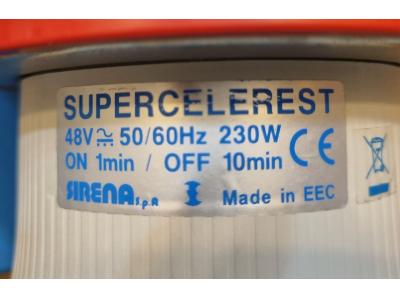 SUPERCELEREST
48V ⎓ 50/60Hz 230W
ON 1min / OFF 10min CE
SIRENA S.p.A Made in EEC